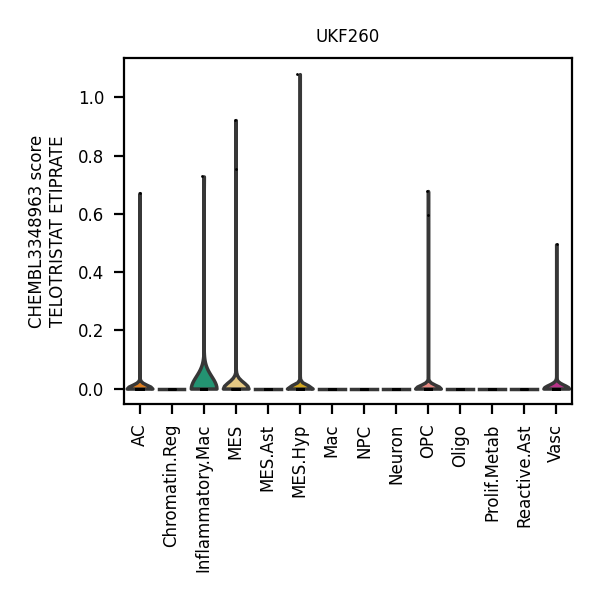 UKF260
CHEMBL3348963 score
TELOTRISTAT ETIPRATE
1.0
0.8
0.6
0.4
0.2
0.0
AC
Chromatin.Reg
Inflammatory.Mac
MES
MES.Ast
MES.Hyp
Mac
NPC
Neuron
OPC
Oligo
Prolif.Metab
Reactive.Ast
Vasc